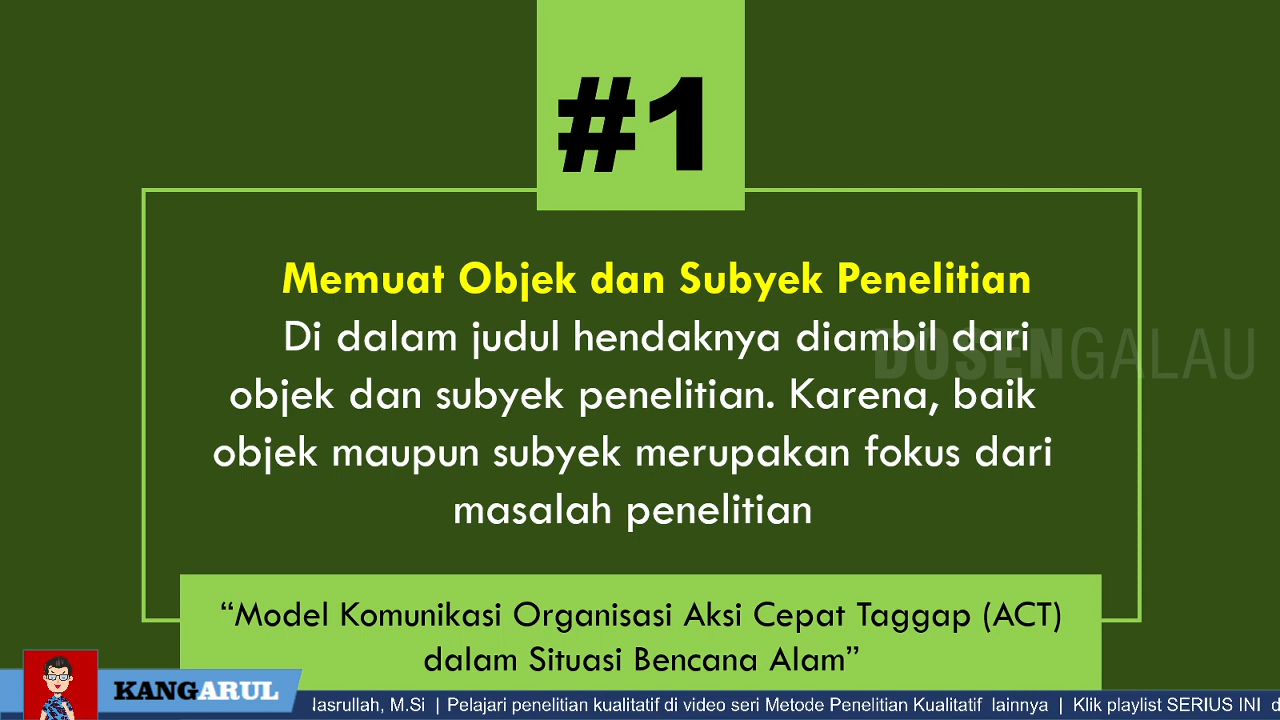 #1
Memuat Objek dan Subyek Penelitian
Di dalam judul hendaknya diambil dari
objek dan subyek penelitian. Karena, baik
objek maupun subyek merupakan fokus dari
masalah penelitian
DOSENGALAU
“Model Komunikasi Organisasi Aksi Cepat Taggap (ACT)
dalam Situasi Bencana Alam”
KANGARUL
lasrullah, M.Si | Pelajari penelitian kualitatif di video seri Metode Penelitian Kualitatif lainnya | Klik playlist SERIUS INI d